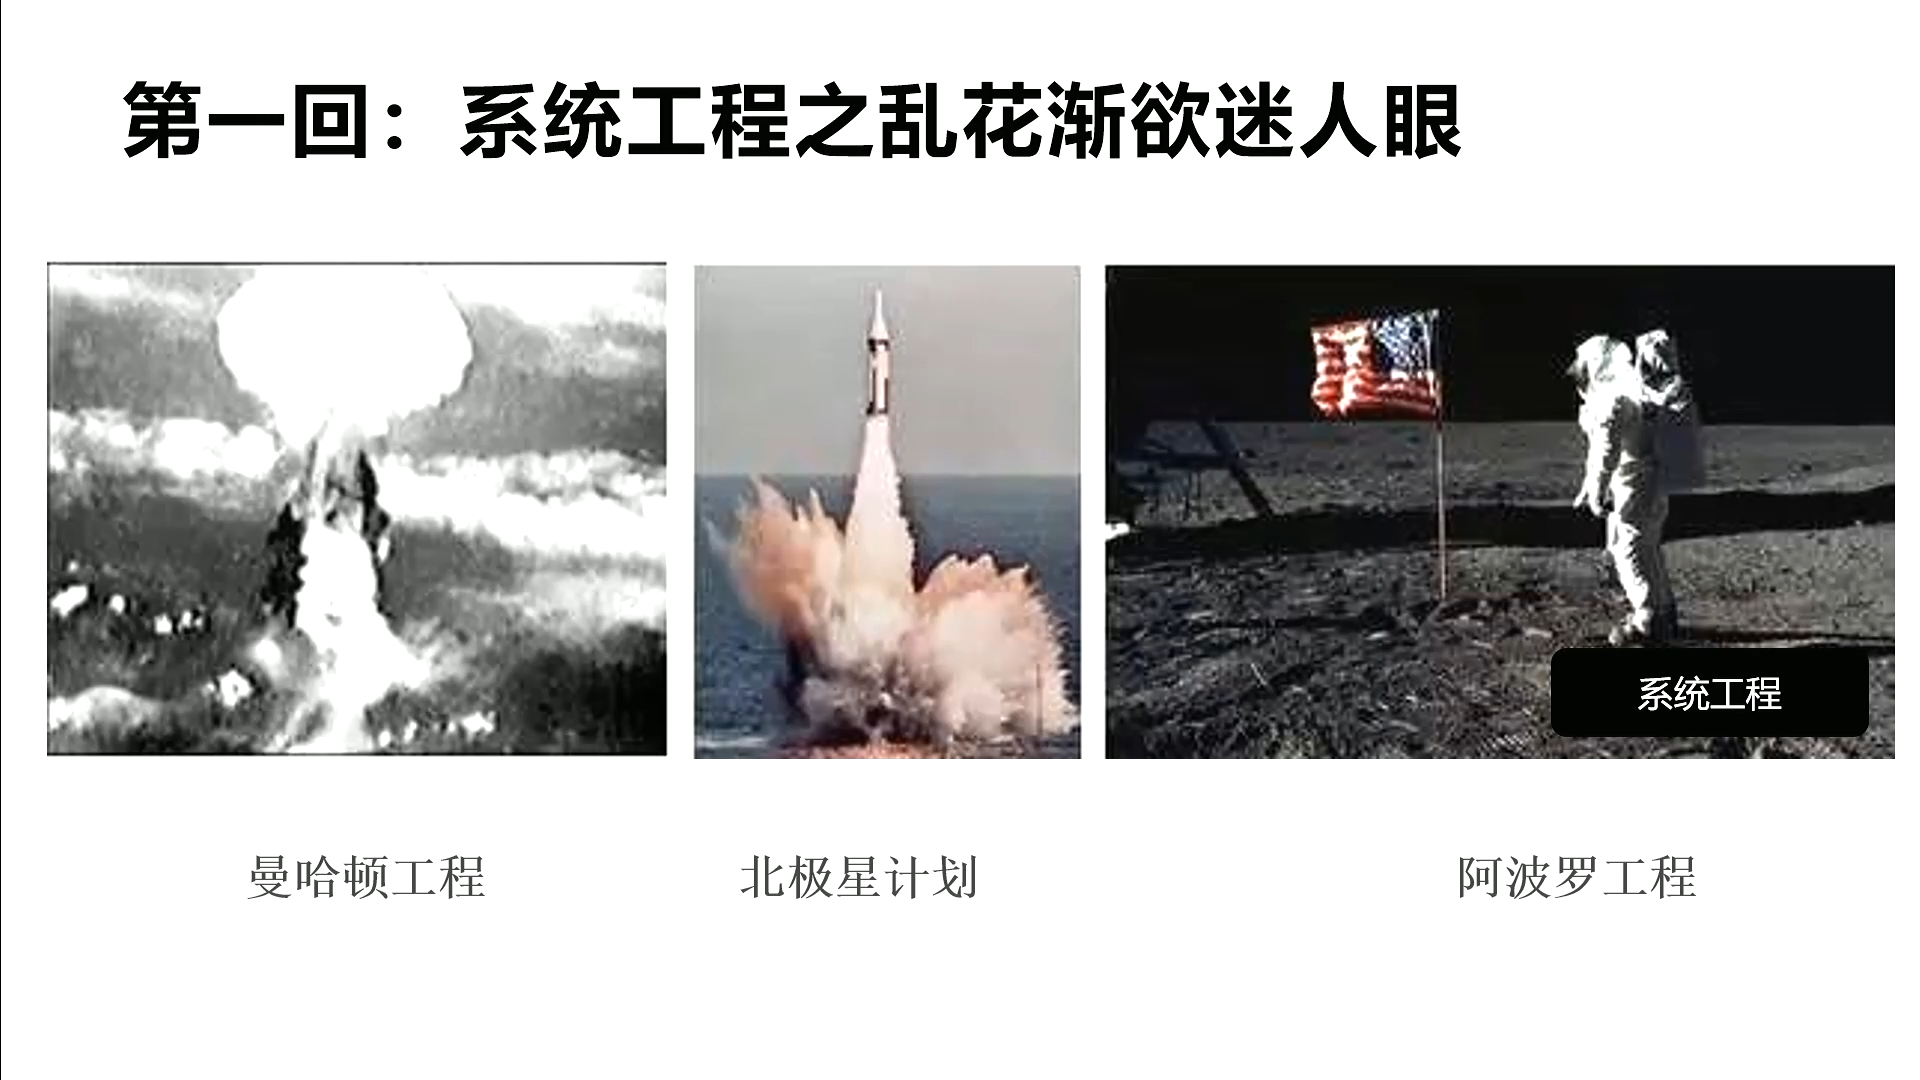 第一回：系统工程之乱花渐欲迷人眼
系统工程
曼哈顿工程
北极星计划
阿波罗工程